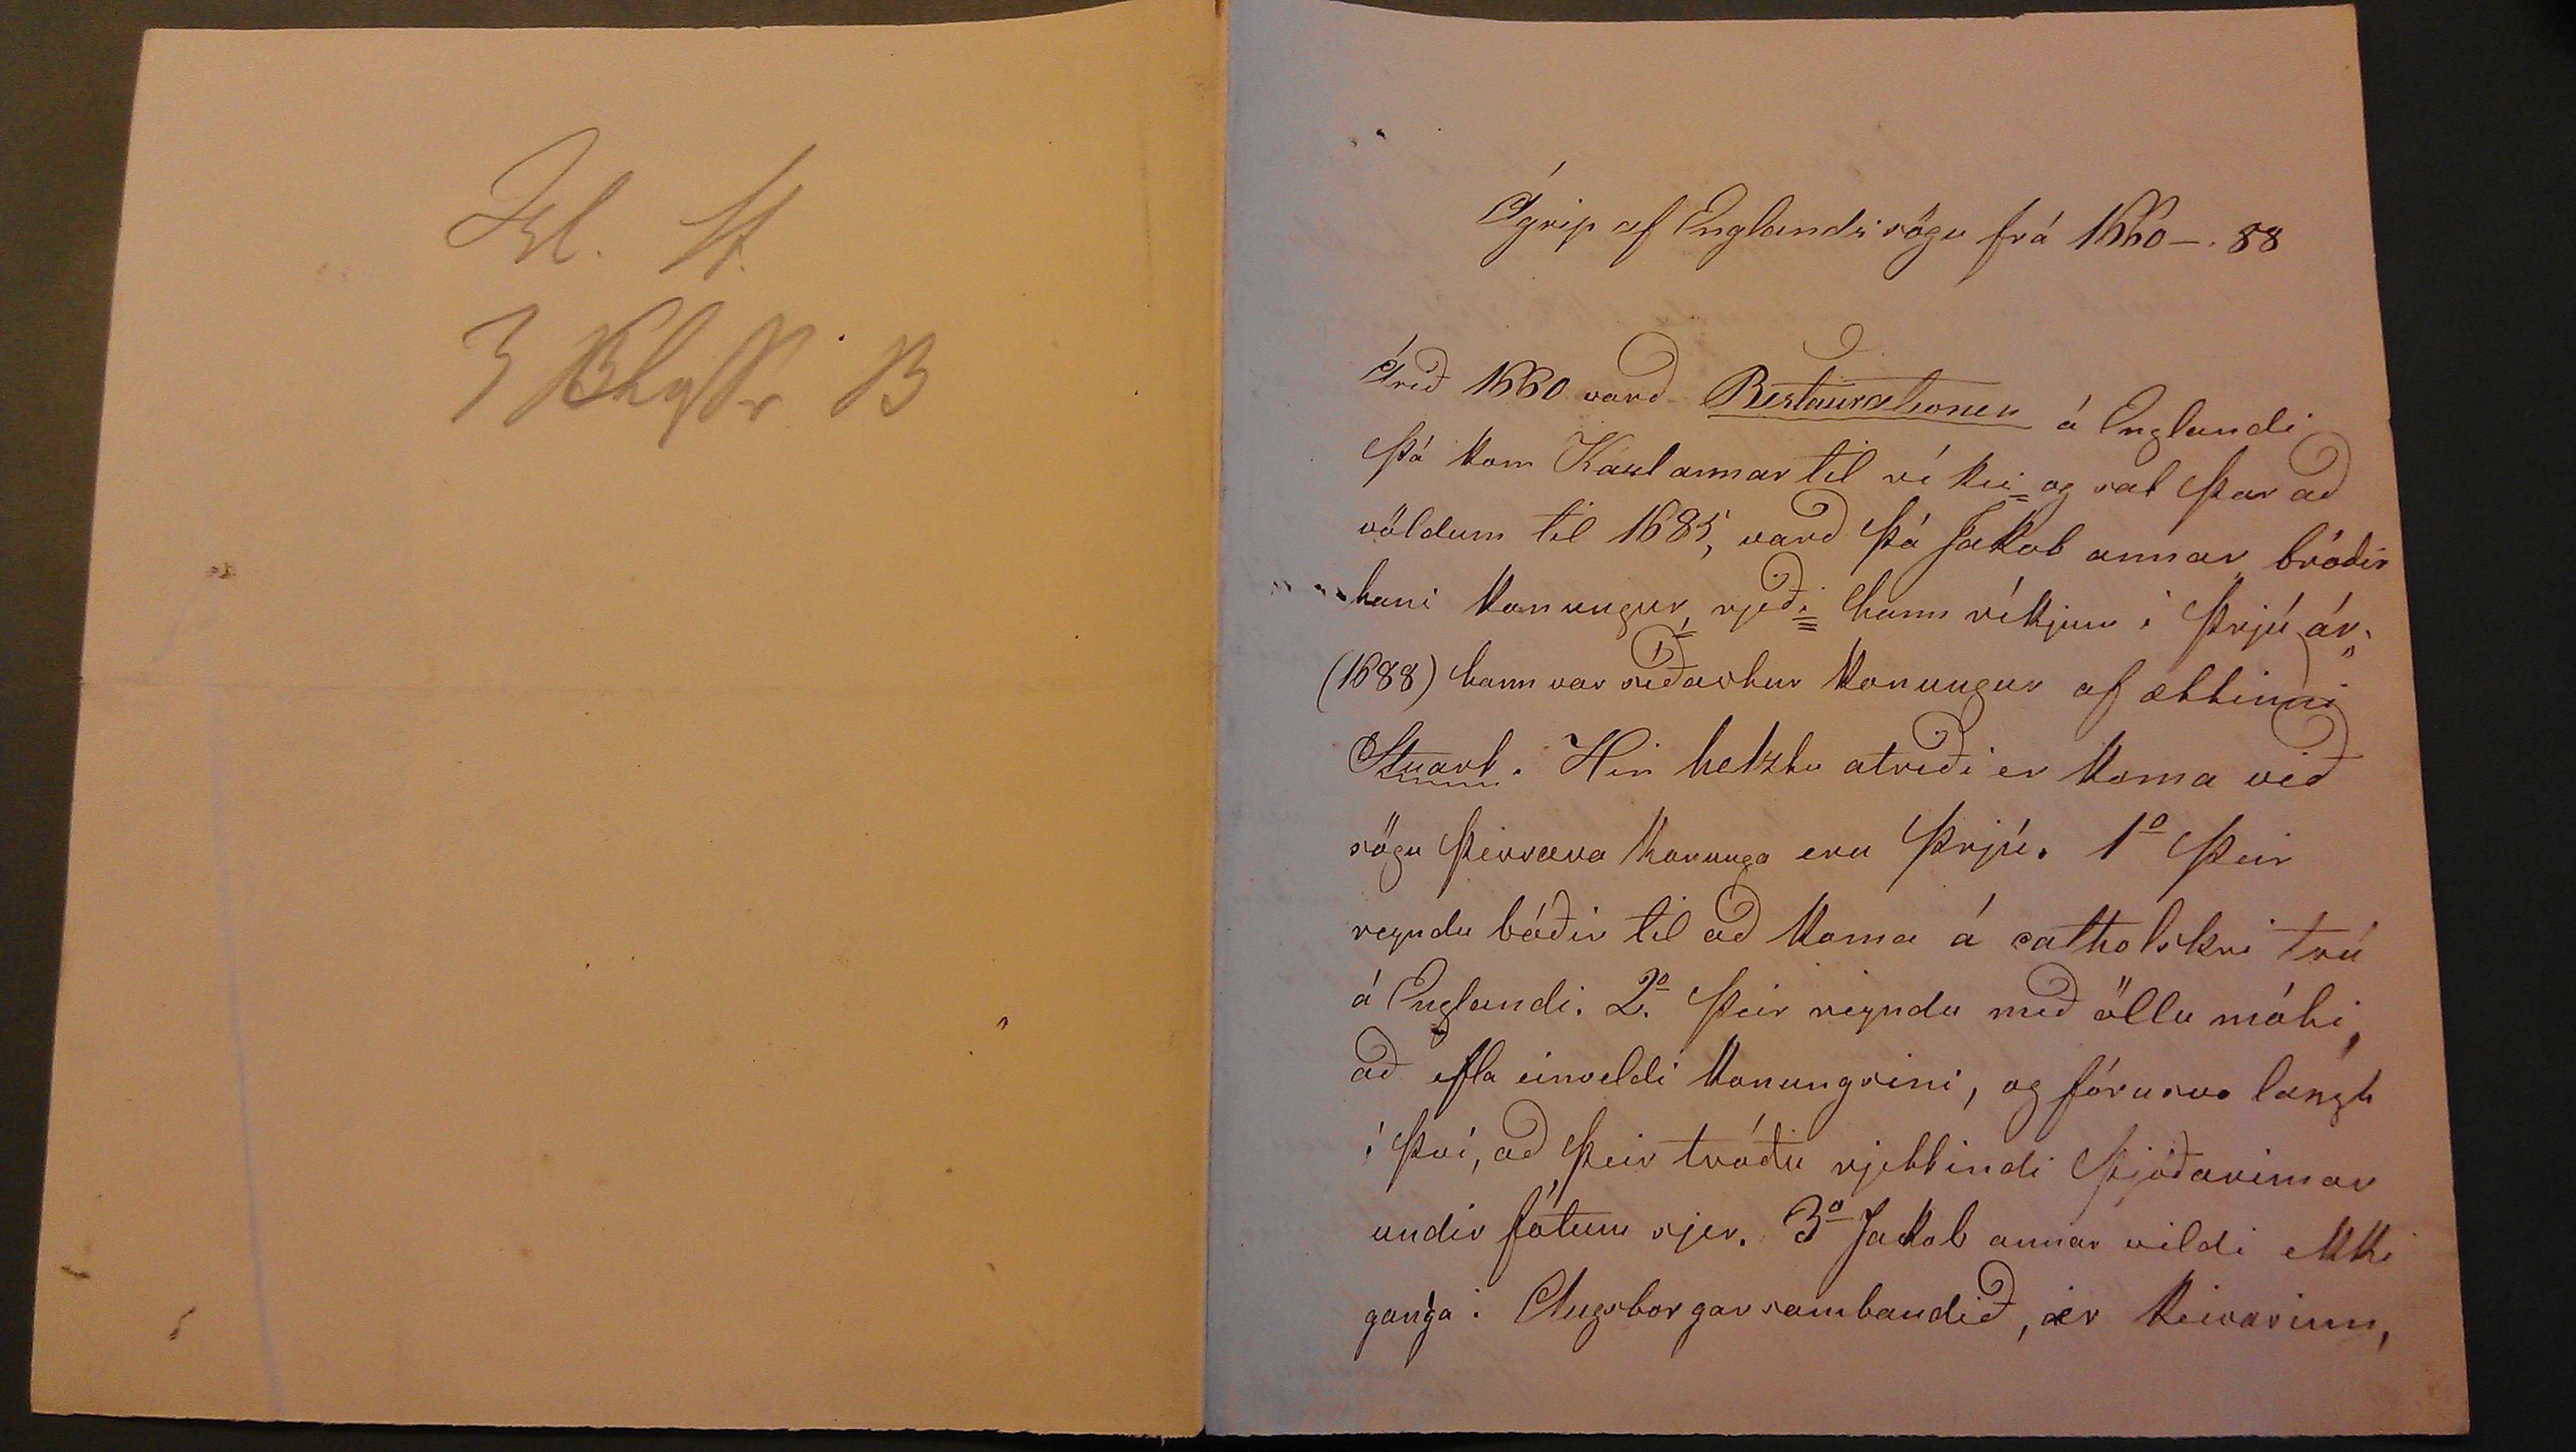 Ísl. St.
3 B
Ágrip af Englandssögu frá 1660-.88
Árið 1660 varð Restaurationen á Englandi
Þá kom Karl annar til ríkis og sat þar að
völdum til 1685, varð þá Jakob annar bróðir
hans konungur, rjeði hann ríkjum í þrjú ár.
(1688) hann var síðastur konungur af ættinni
Stuart. Hin helztu atriði er koma við
sögu þessara konunga eru þrjú. 1º Þeir
reyndu báðir til að koma á catholskri trú
á Englandi. 2º Þeir reyndu með öllu móti,
að efla einveldi konungsins, og fóru svo langt
í því, að þeir tróðu rjettindi þjóðarinnar
undir fótum sjer. 3º Jakob annar vildi ekki
ganga í Augsborgarsambandið, er keisarinn,